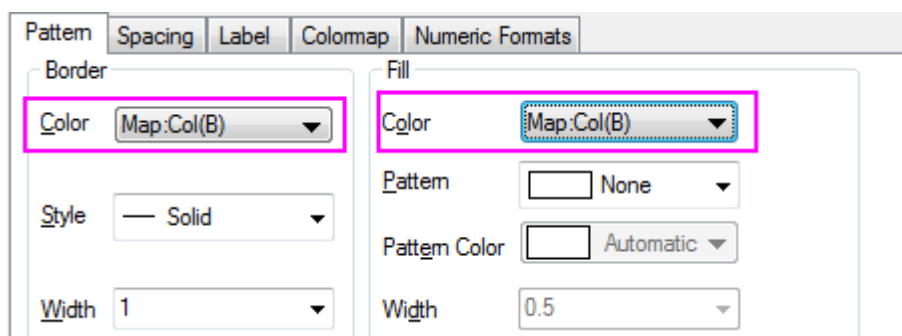 Pattern Spacing Label Colormap Numeric Formats
Border
Color Map:Col(B)
Style Solid
Width 1
Fill
Color Map:Col(B)
Pattern None
Pattern Color Automatic
Width 0.5